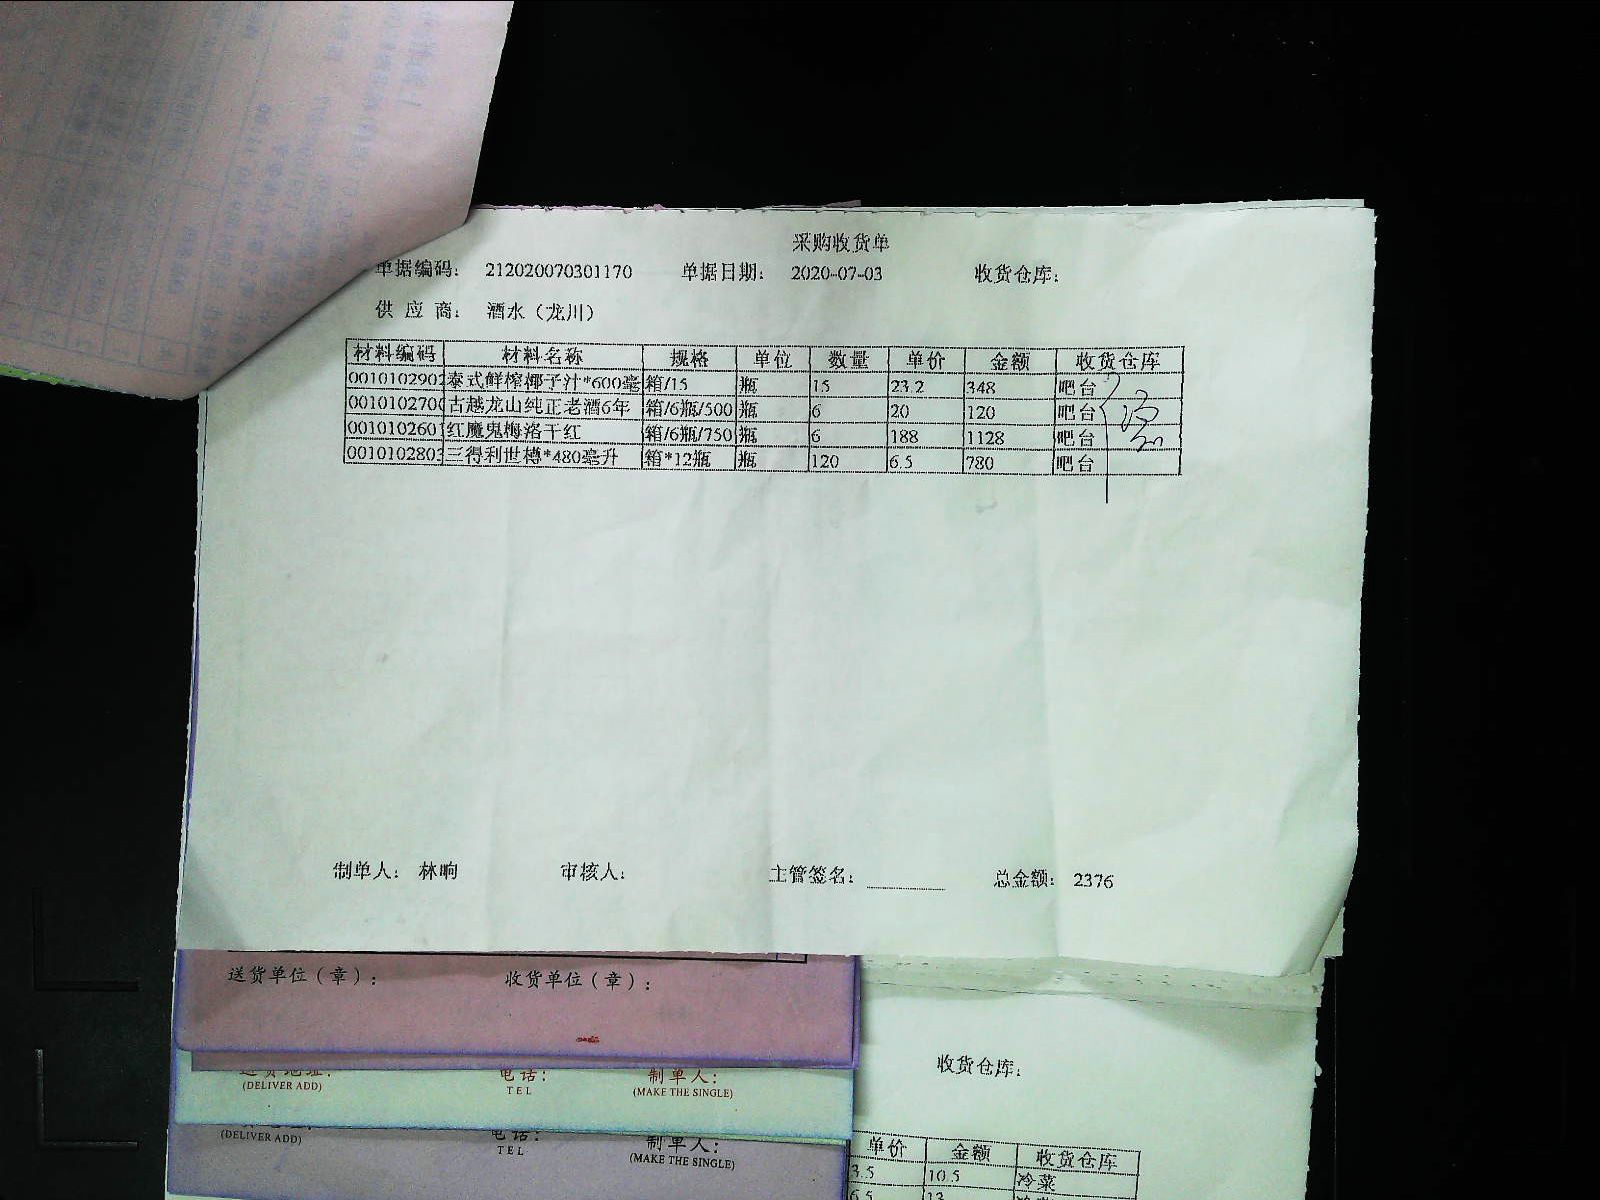 采购收货单
单据编码： 212020070301170 单据日期： 2020-07-03 收货仓库：
供 应 商： 酒水（龙川）
材料编码 材料名称 规格 单位 数量 单价 金额 收货仓库
0010102902 泰式鲜榨椰子汁*600毫 箱/15 瓶 15 23.2 348 吧台
001010270 古越龙山纯正老酒6年 箱/6瓶/500 瓶 6 20 120 吧台
001010260 红魔鬼梅洛干红 箱/6瓶/750 瓶 6 188 1128 吧台
0010102803 三得利世樽*480毫升 箱*12瓶 瓶 120 6.5 780 吧台
制单人： 林晌 审核人： 主管签名： 总金额： 2376
送货单位（章）： 收货单位（章）：
收货仓库：
送货地址： 电话： 制单人：
(DELIVER ADD) TEL (MAKE THE SINGLE)
电话： 制单人：
(DELIVER ADD) TEL (MAKE THE SINGLE)
单价 金额 收货仓库
3.5 10.5 冷菜
6.5 13